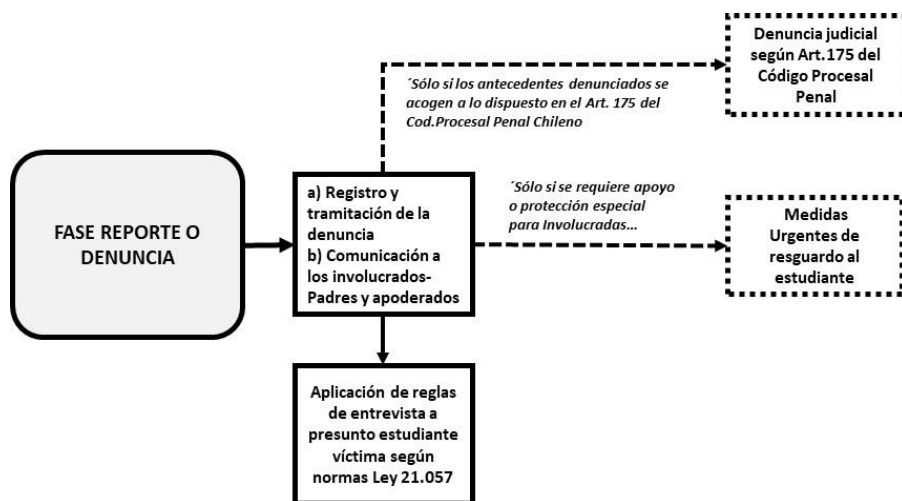 Denuncia judicial
según Art.175 del
Código Procesal
Penal
´Sólo si los antecedentes denunciados se
acogen a lo dispuesto en el Art. 175 del
Cod.Procesal Penal Chileno
FASE REPORTE O
DENUNCIA
a) Registro y
tramitación de la
denuncia
b) Comunicación a
los involucrados-
Padres y apoderados
´Sólo si se requiere apoyo
o protección especial
para Involucradas...
Medidas
Urgentes de
resguardo al
estudiante
Aplicación de reglas
de entrevista a
presunto estudiante
víctima según
normas Ley 21.057